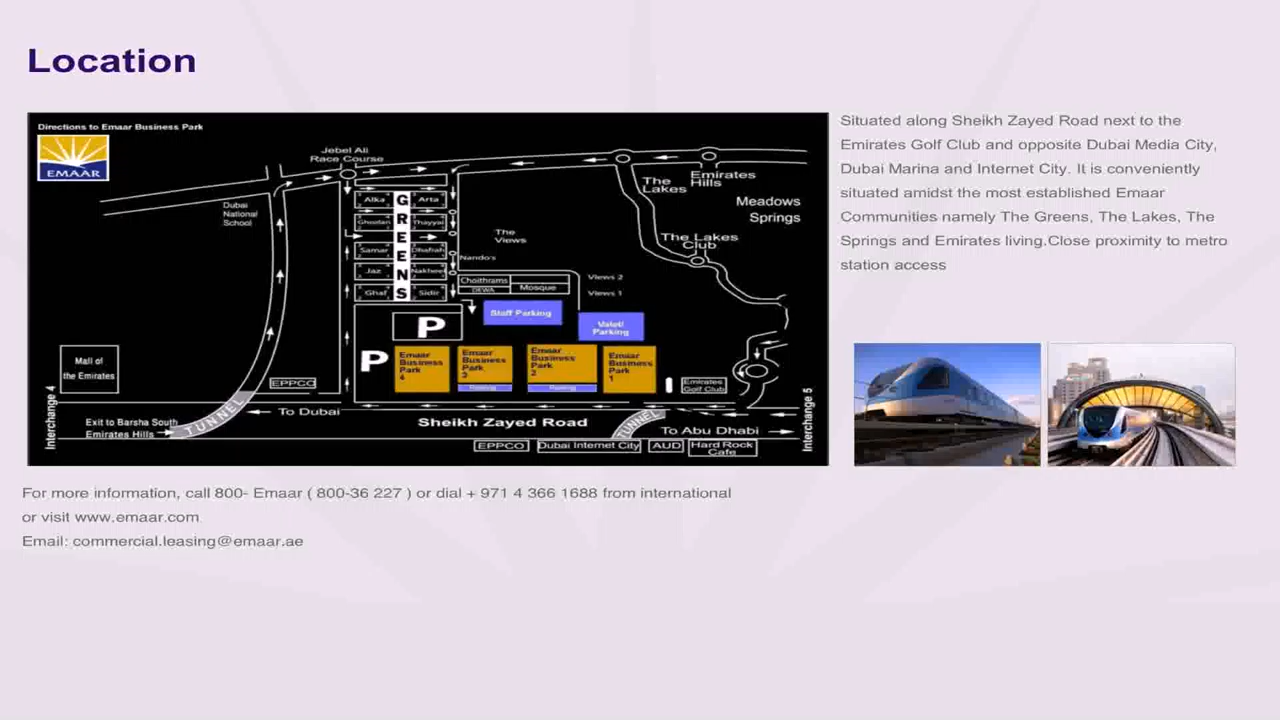 Location
Directions to Emaar Business Park
EMAAR
Jebel Ali
Race Course
The
Lakes
Emirates
Hills
Meadows
Springs
Dubai
National
School
Alka
Arta
Ghozlan
Thayyal
Samar
Dhafrah
Jaz
Nakheel
Ghaf
Sidir
GREENS
The
Views
Nando's
The Lakes
Club
Choithrams
DEWA
Mosque
Views 2
Views 1
Staff Parking
Valet/
Parking
P
P
Emaar
Business
Park
4
Emaar
Business
Park
3
Emaar
Business
Park
2
Emaar
Business
Park
1
Mall of
the Emirates
EPPCO
Emirates
Golf Club
Interchange 4
Interchange 5
To Dubai
TUNNEL
TUNNEL
Exit to Barsha South
Emirates Hills
Sheikh Zayed Road
To Abu Dhabi
EPPCO
Dubai Internet City
AUD
Hard Rock
Cafe
Situated along Sheikh Zayed Road next to the
Emirates Golf Club and opposite Dubai Media City,
Dubai Marina and Internet City. It is conveniently
situated amidst the most established Emaar
Communities namely The Greens, The Lakes, The
Springs and Emirates living.Close proximity to metro
station access
For more information, call 800- Emaar ( 800-36 227 ) or dial + 971 4 366 1688 from international
or visit www.emaar.com
Email: commercial.leasing@emaar.ae